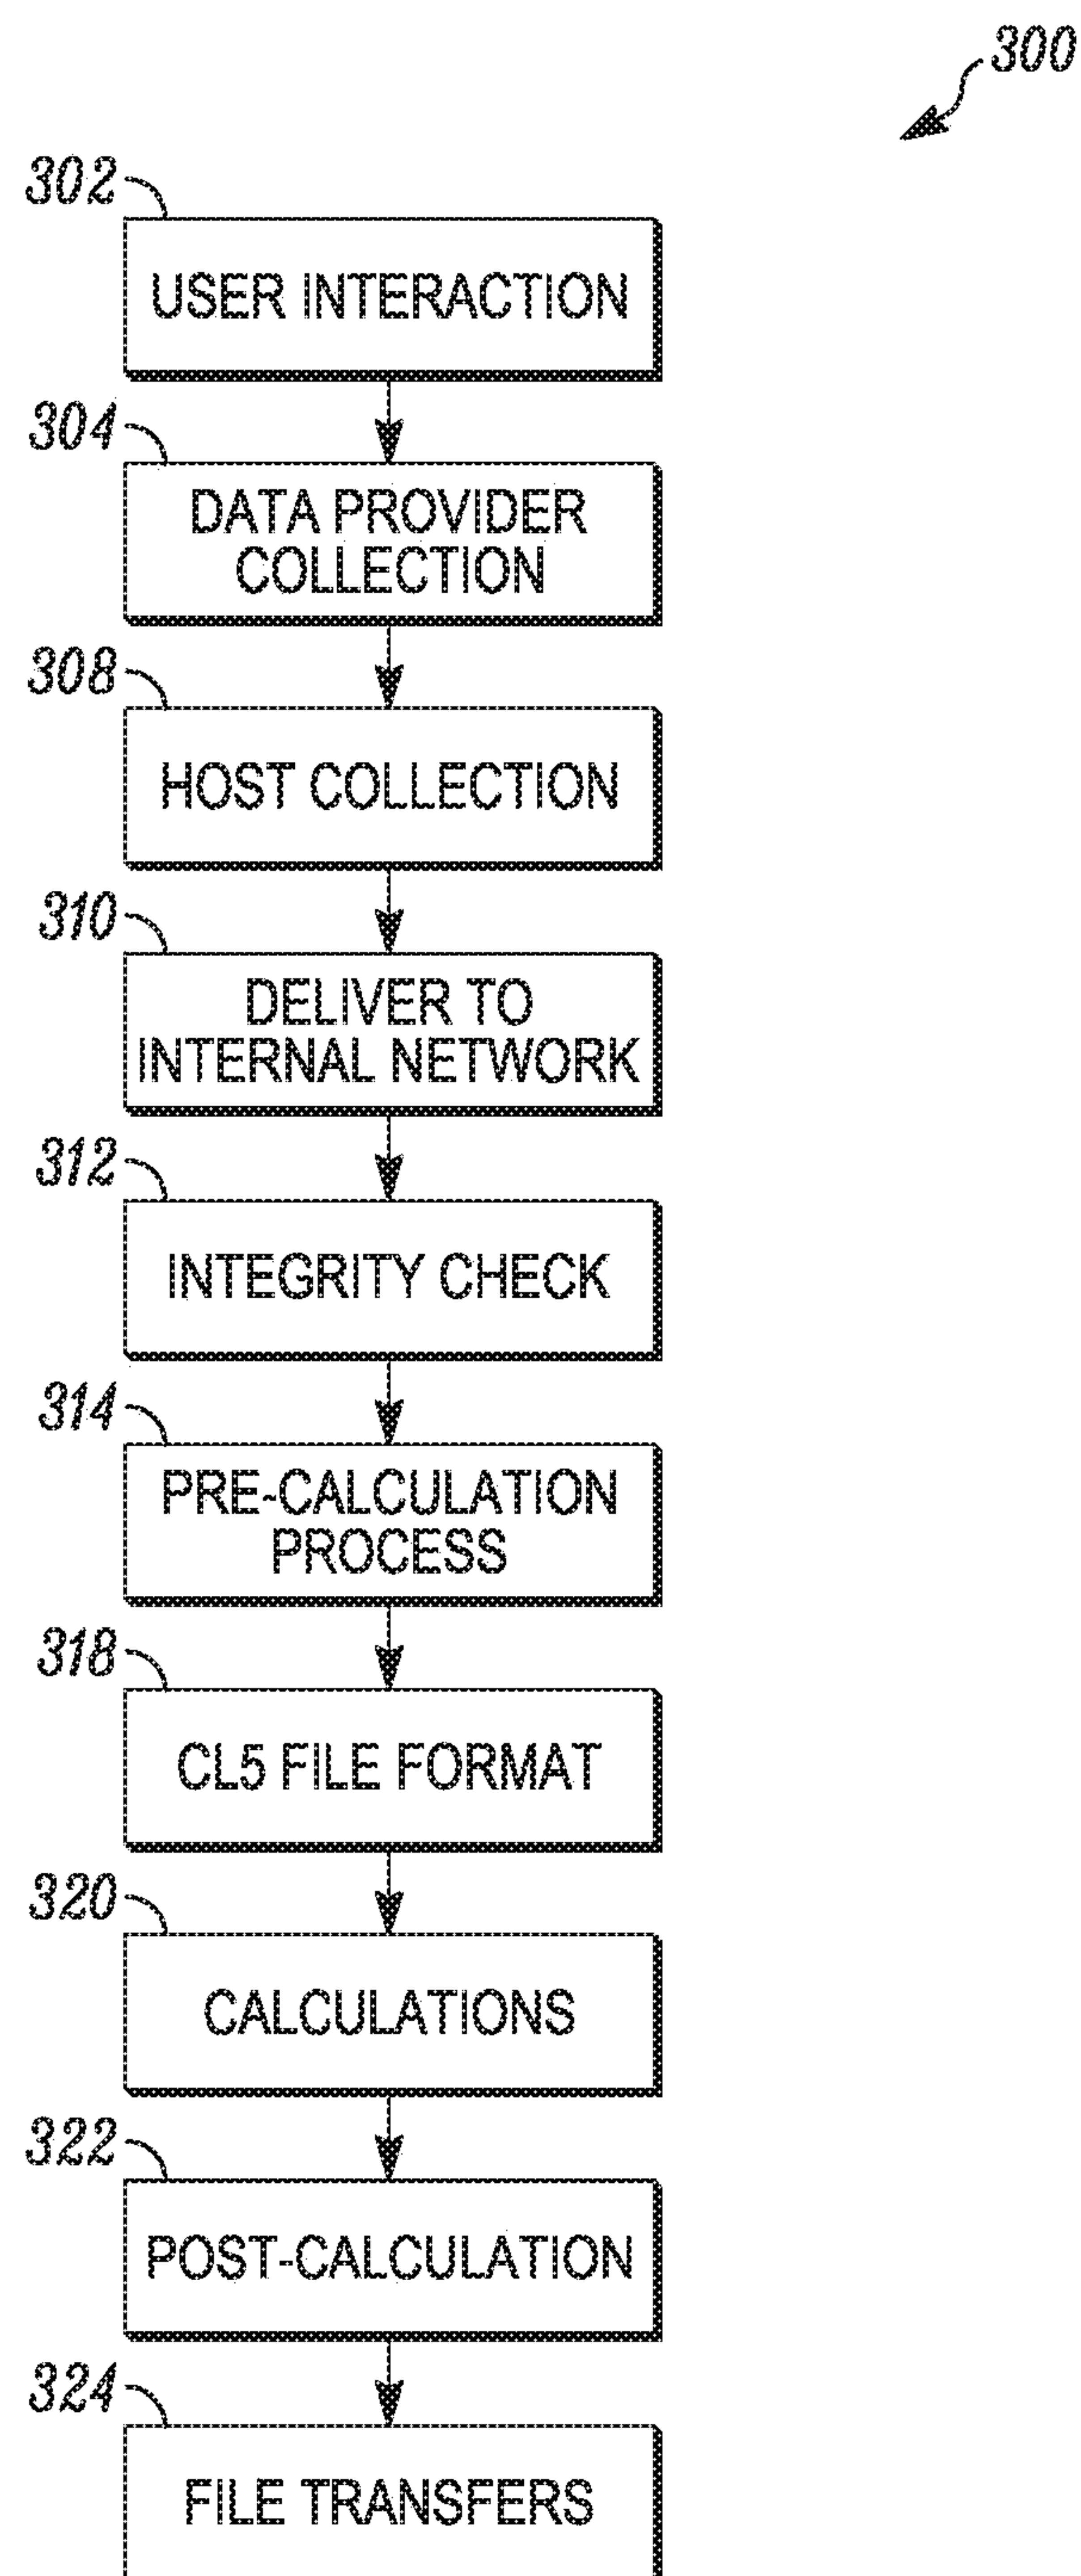 300
302
USER INTERACTION
304
DATA PROVIDER
COLLECTION
308
HOST COLLECTION
310
DELIVER TO
INTERNAL NETWORK
312
INTEGRITY CHECK
314
PRE-CALCULATION
PROCESS
318
CL5 FILE FORMAT
320
CALCULATIONS
322
POST-CALCULATION
324
FILE TRANSFERS